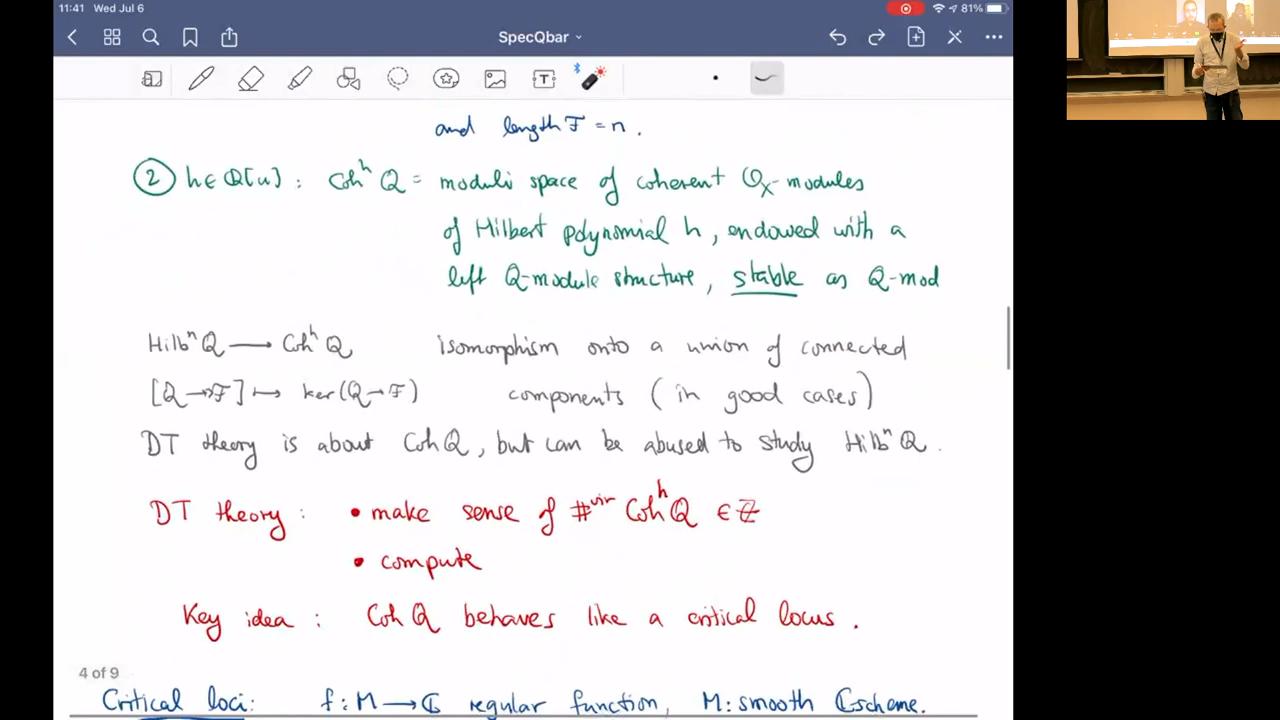 11:41 Wed Jul 6
81%
SpecQbar
and length F = n .
② h ∈ ℚ[u] : Coh^h Q = moduli space of coherent O_X-modules
of Hilbert polynomial h, endowed with a
left Q-module structure, stable as Q-mod
Hilb^n Q ⟶ Coh^h Q isomorphism onto a union of connected
[Q → F] ↦ ker(Q → F) components (in good cases)
DT theory is about Coh Q, but can be abused to study Hilb^n Q .
DT theory : • make sense of #^vir Coh^h Q ∈ ℤ
• compute
Key idea : Coh Q behaves like a critical locus .
4 of 9
Critical loci: f : M ⟶ ℂ regular function, M: smooth ℂscheme.